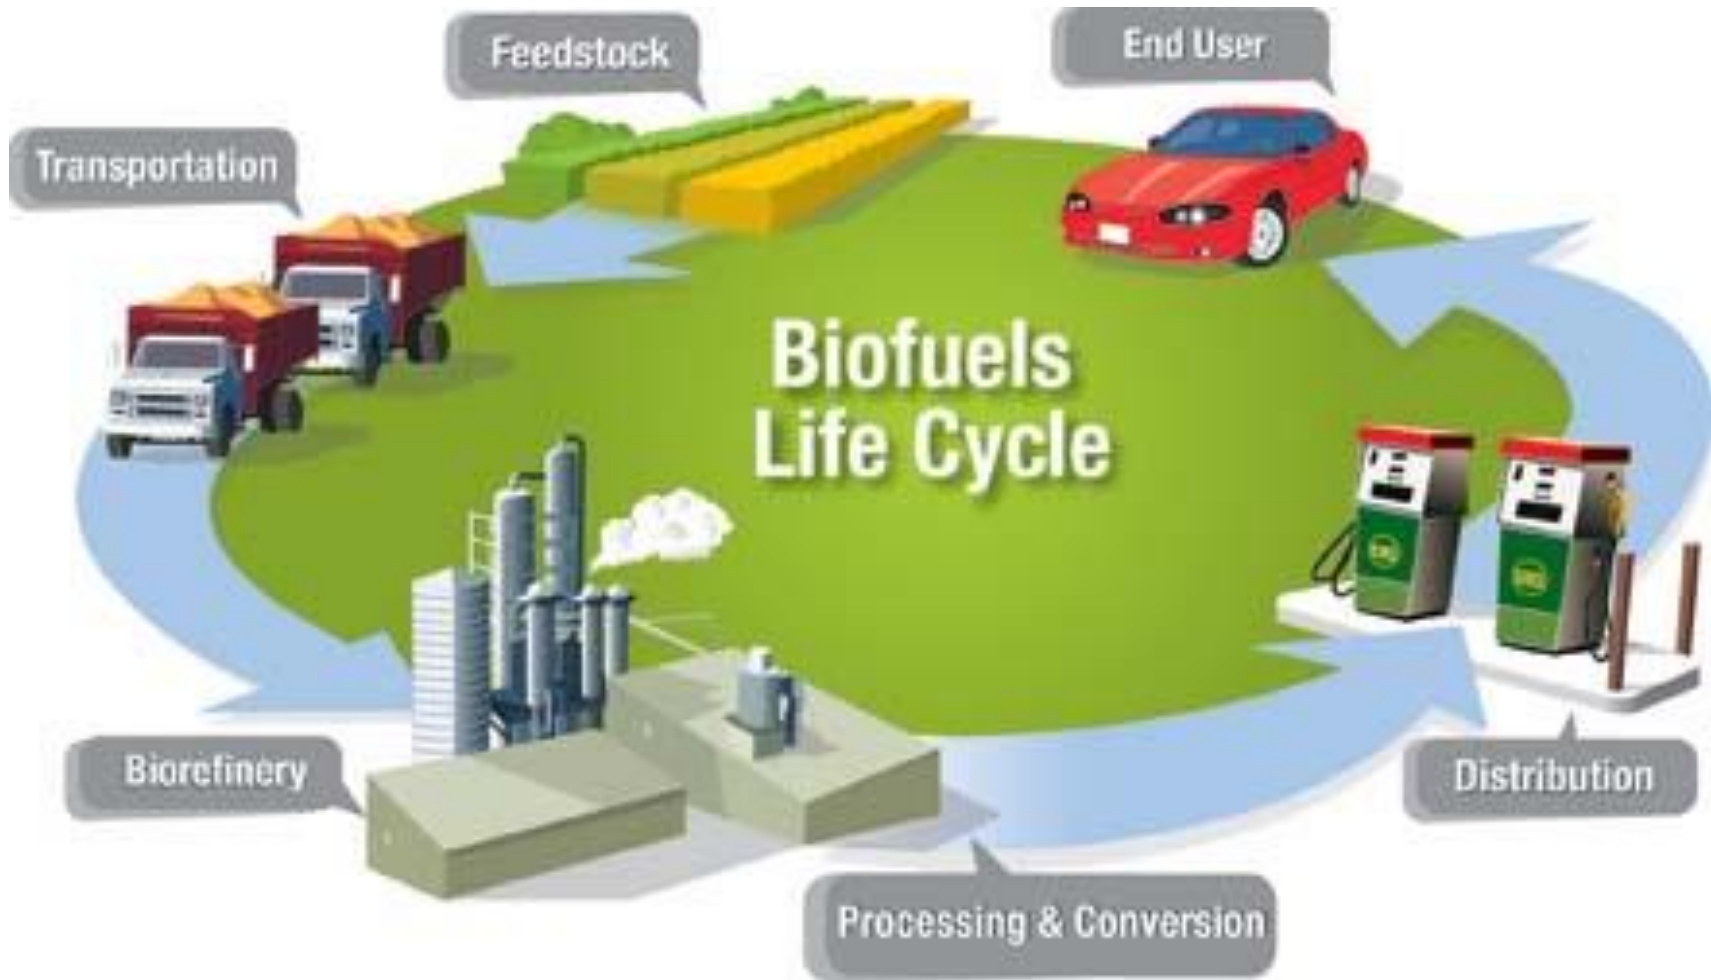 Feedstock
End User
Transportation
Biofuels
Life Cycle
Biorefinery
Distribution
Processing & Conversion